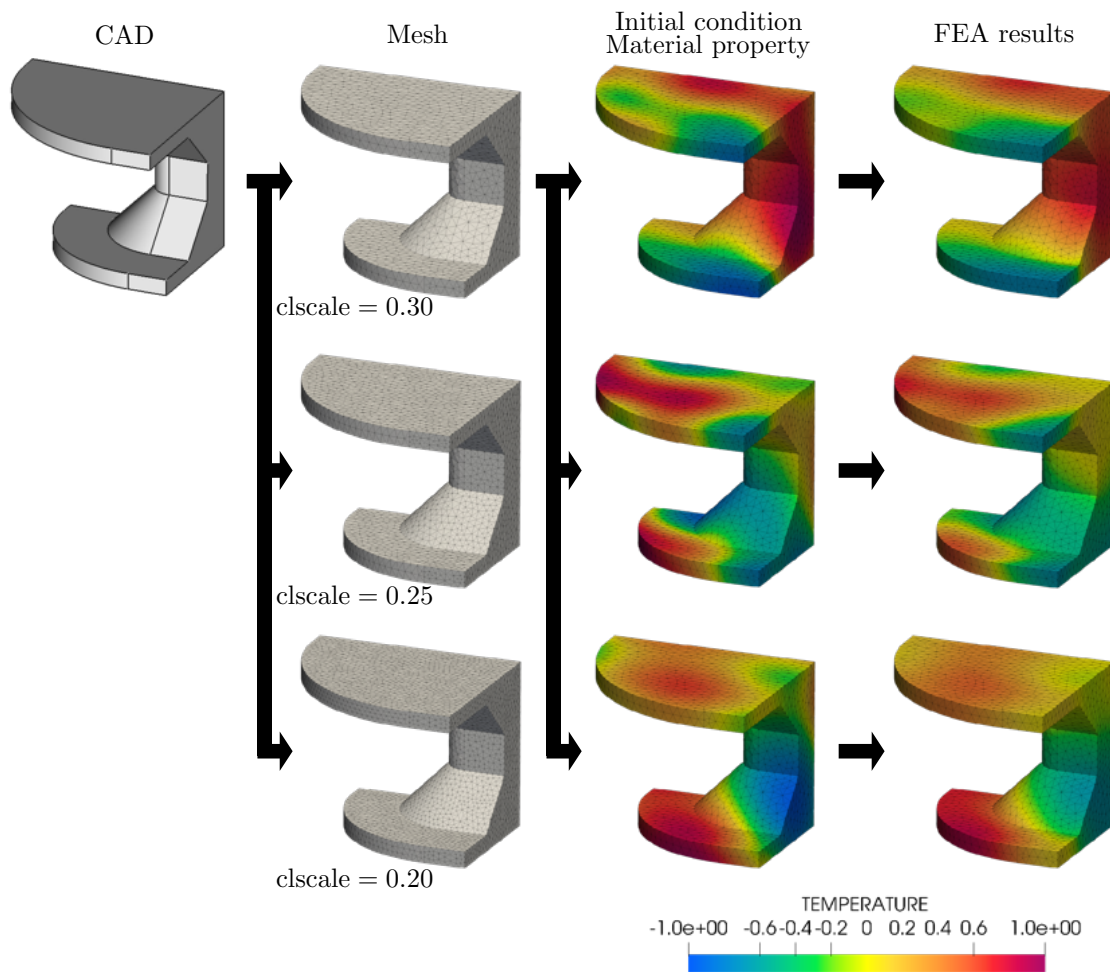 CAD
Mesh
Initial condition
Material property
FEA results
clscale = 0.30
clscale = 0.25
clscale = 0.20
TEMPERATURE
-1.0e+00 -0.6 -0.4 -0.2 0 0.2 0.4 0.6 1.0e+00